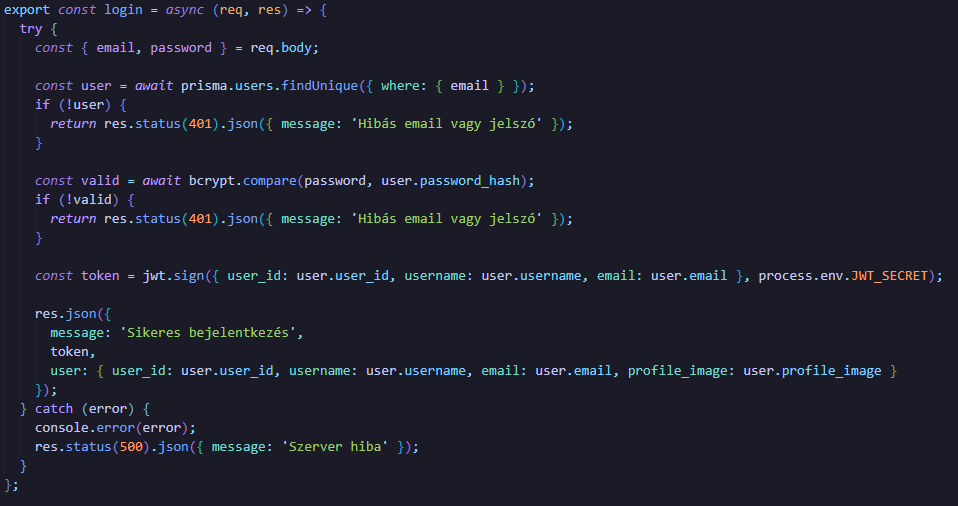 export const login = async (req, res) => {
  try {
    const { email, password } = req.body;

    const user = await prisma.users.findUnique({ where: { email } });
    if (!user) {
      return res.status(401).json({ message: 'Hibás email vagy jelszó' });
    }

    const valid = await bcrypt.compare(password, user.password_hash);
    if (!valid) {
      return res.status(401).json({ message: 'Hibás email vagy jelszó' });
    }

    const token = jwt.sign({ user_id: user.user_id, username: user.username, email: user.email }, process.env.JWT_SECRET);

    res.json({
      message: 'Sikeres bejelentkezés',
      token,
      user: { user_id: user.user_id, username: user.username, email: user.email, profile_image: user.profile_image }
    });
  } catch (error) {
    console.error(error);
    res.status(500).json({ message: 'Szerver hiba' });
  }
};